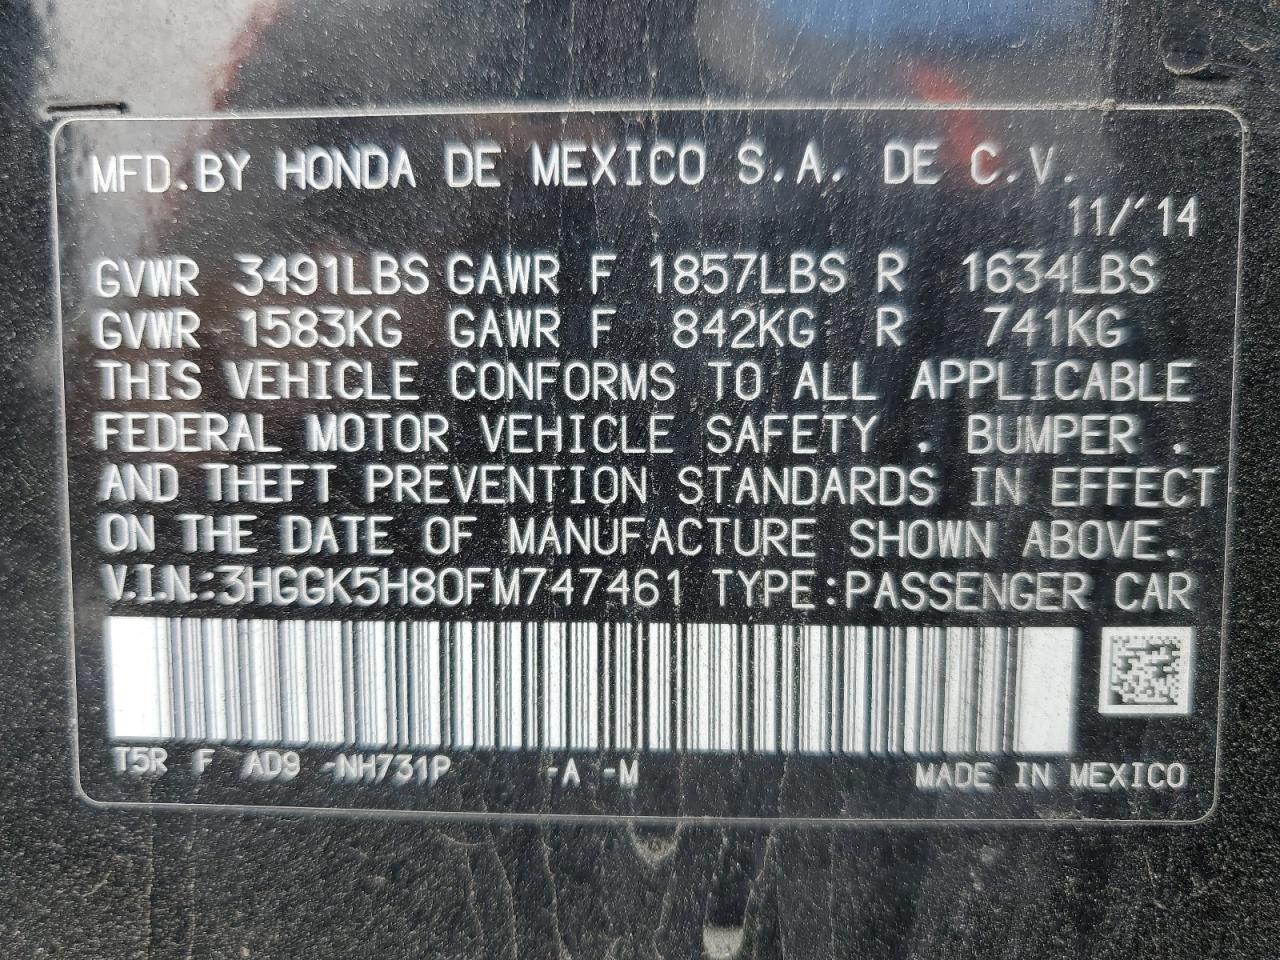 MFD.BY HONDA DE MEXICO S.A. DE C.V.
11/'14
GVWR 3491LBS GAWR F 1857LBS R 1634LBS
GVWR 1583KG GAWR F 842KG R 741KG
THIS VEHICLE CONFORMS TO ALL APPLICABLE
FEDERAL MOTOR VEHICLE SAFETY , BUMPER ,
AND THEFT PREVENTION STANDARDS IN EFFECT
ON THE DATE OF MANUFACTURE SHOWN ABOVE.
V.I.N.:3HGGK5H80FM747461 TYPE:PASSENGER CAR
T5R F AD9 -NH731P -A -M MADE IN MEXICO